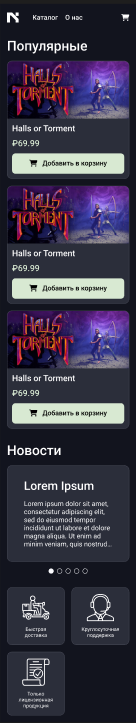 N Каталог О нас
Популярные
HALLS
OF
TORMENT
Halls or Torment
₽69.99
Добавить в корзину
HALLS
OF
TORMENT
Halls or Torment
₽69.99
Добавить в корзину
HALLS
OF
TORMENT
Halls or Torment
₽69.99
Добавить в корзину
Новости
Lorem Ipsum
Lorem ipsum dolor sit amet,
consectetur adipiscing elit,
sed do eiusmod tempor
incididunt ut labore et dolore
magna aliqua. Ut enim ad
minim veniam, quis nostrud...
Быстрая
доставка
Круглосуточная
поддержка
Только
лицензионная
продукция